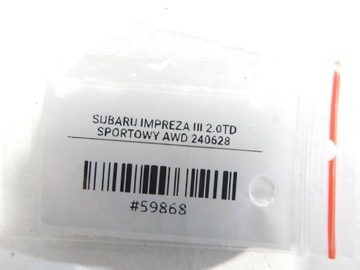 SUBARU IMPREZA III 2.0TD
SPORTOWY AWD 240628
#59868